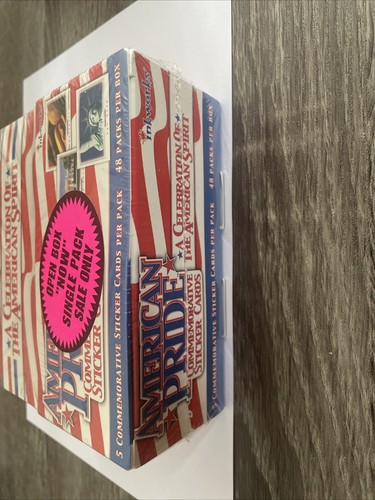 inkworks
A CELEBRATION OF
THE AMERICAN SPIRIT
OPEN BOX
"NOW"
SINGLE PACK
SALE ONLY
AMERICAN
PRIDE
COMMEMORATIVE
STICKER CARDS
5 COMMEMORATIVE STICKER CARDS PER PACK 48 PACKS PER BOX
A CELEBRATION OF
THE AMERICAN SPIRIT
AMERI
PRIDE
COMME
STICKER
5 COMMEMORATIVE STICKER CARDS PER PACK 48 PACKS PER BOX